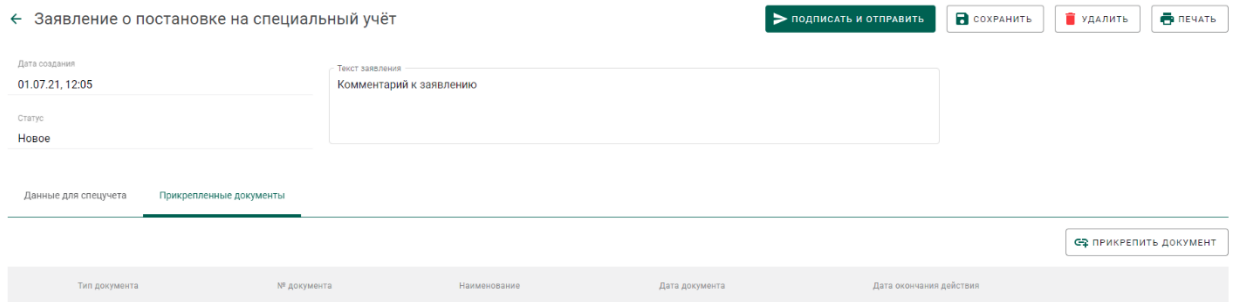 Заявление о постановке на специальный учёт
ПОДПИСАТЬ И ОТПРАВИТЬ
СОХРАНИТЬ
УДАЛИТЬ
ПЕЧАТЬ
Дата создания
01.07.21, 12:05
Текст заявления
Комментарий к заявлению
Статус
Новое
Данные для спецучета
Прикрепленные документы
ПРИКРЕПИТЬ ДОКУМЕНТ
Тип документа
№ документа
Наименование
Дата документа
Дата окончания действия